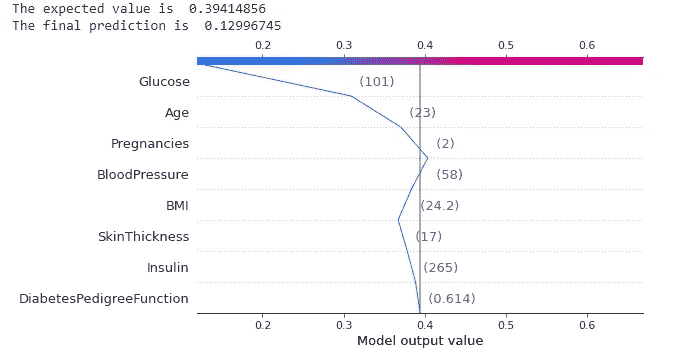 The expected value is 0.39414856
The final prediction is 0.12996745
0.2 0.3 0.4 0.5 0.6
Glucose (101)
Age (23)
Pregnancies (2)
BloodPressure (58)
BMI (24.2)
SkinThickness (17)
Insulin (265)
DiabetesPedigreeFunction (0.614)
0.2 0.3 0.4 0.5 0.6
Model output value